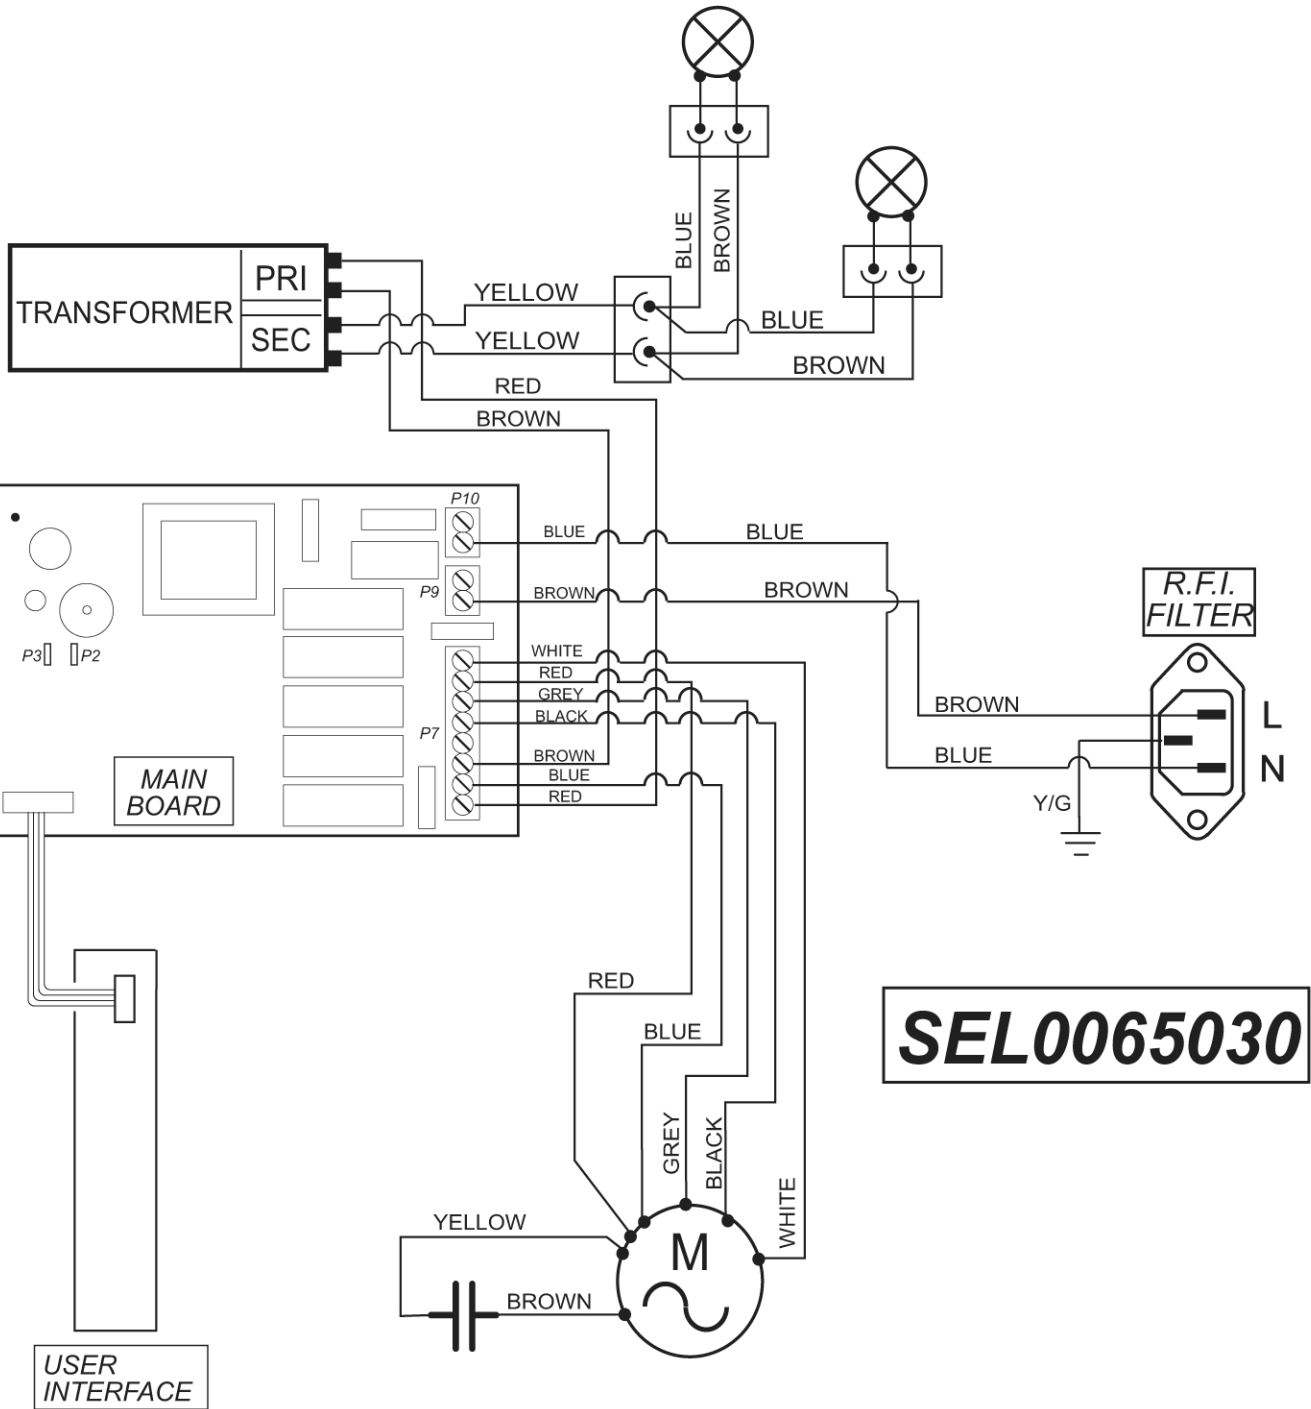 BLUE
BROWN
TRANSFORMER
PRI
SEC
YELLOW
YELLOW
BLUE
BROWN
RED
BROWN
P10
BLUE
BLUE
P9
BROWN
BROWN
R.F.I.
FILTER
P3
P2
WHITE
RED
GREY
BLACK
P7
BROWN
BLUE
RED
MAIN
BOARD
BROWN
L
BLUE
N
Y/G
RED
BLUE
SEL0065030
GREY
BLACK
WHITE
YELLOW
M
BROWN
USER
INTERFACE